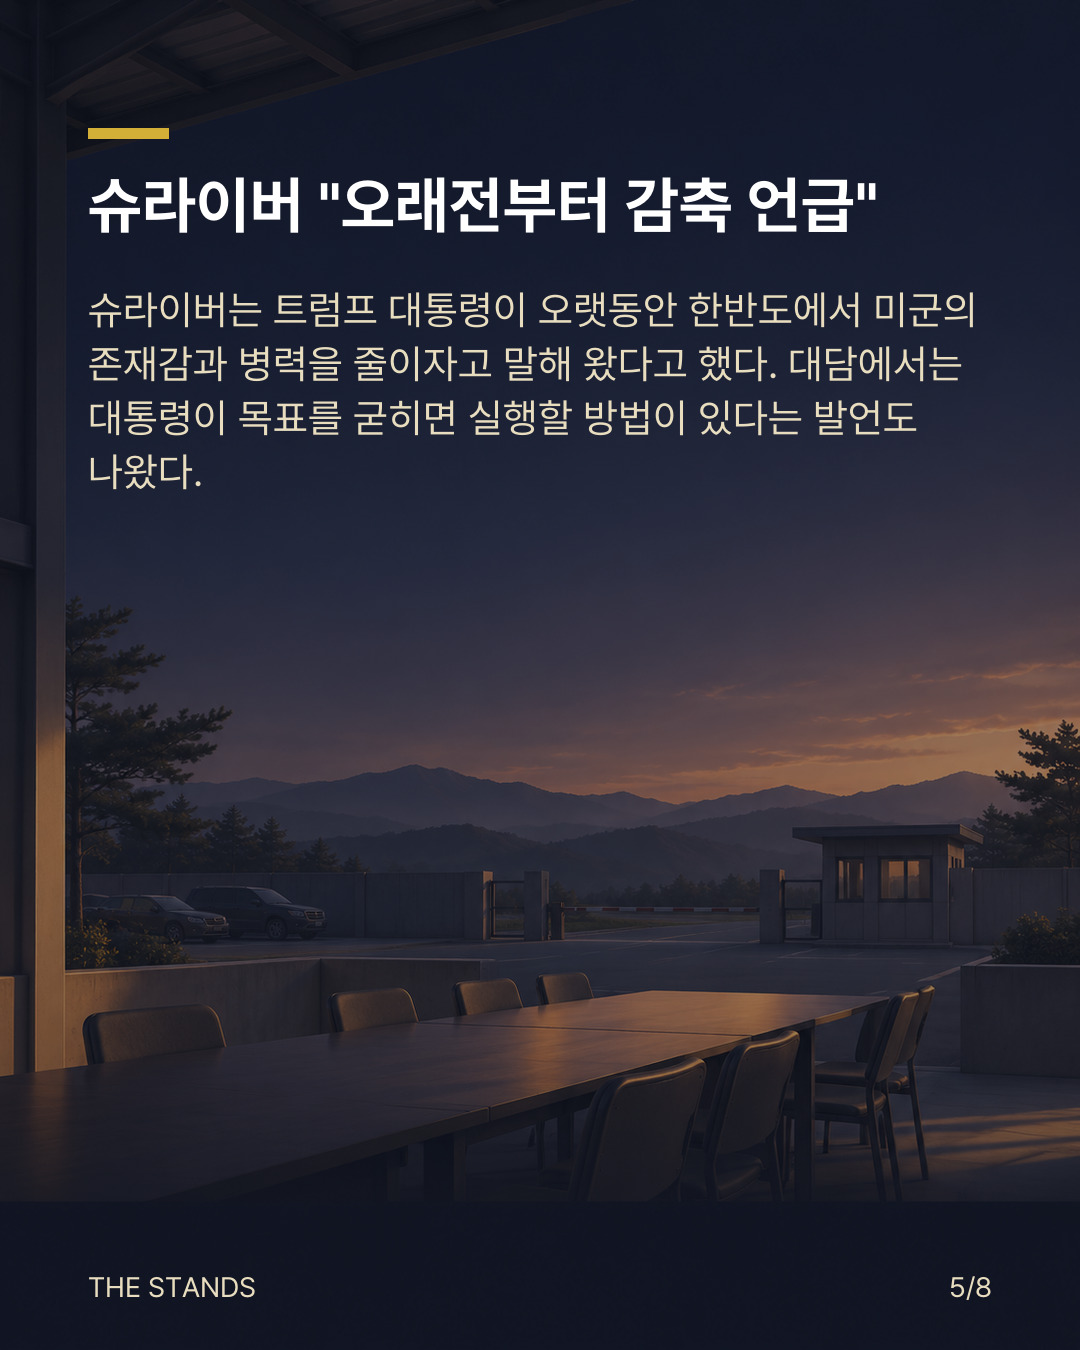 슈라이버 "오래전부터 감축 언급"
슈라이버는 트럼프 대통령이 오랫동안 한반도에서 미군의
존재감과 병력을 줄이자고 말해 왔다고 했다. 대담에서는
대통령이 목표를 굳히면 실행할 방법이 있다는 발언도
나왔다.
THE STANDS
5/8